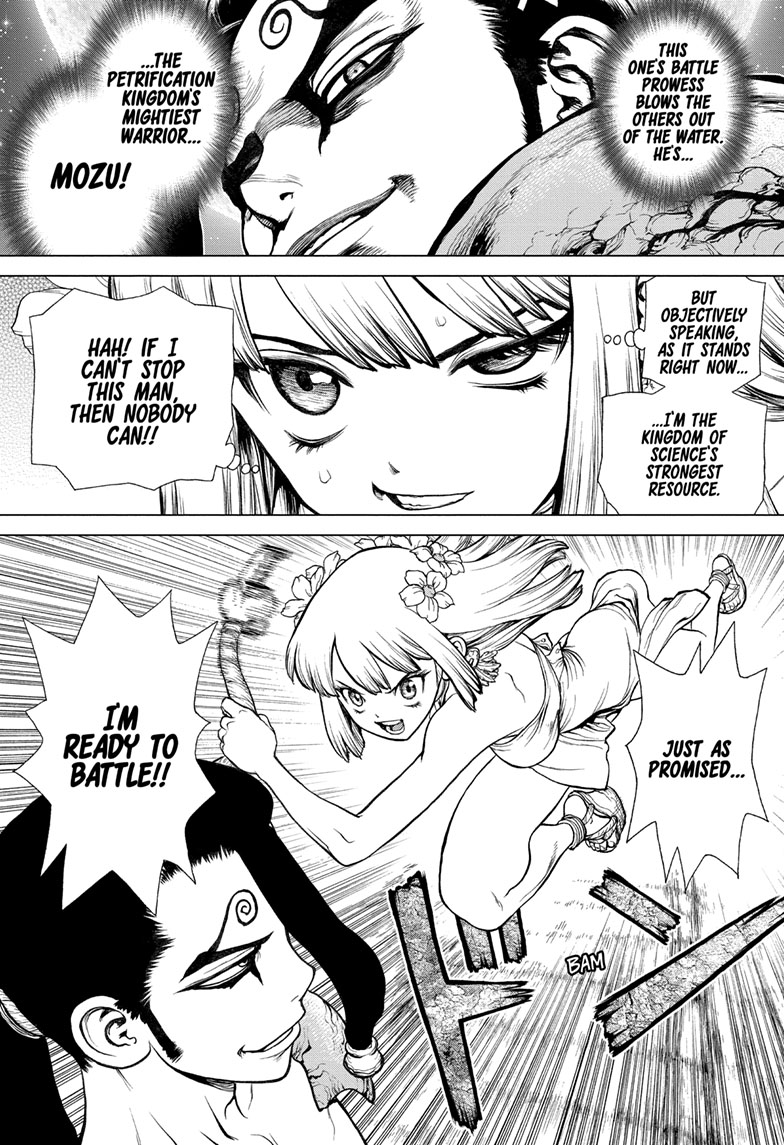 THIS
ONE'S BATTLE
PROWESS
BLOWS THE
OTHERS OUT
OF THE WATER.
HE'S...
...THE
PETRIFICATION
KINGDOM'S
MIGHTIEST
WARRIOR...
MOZU!
BUT
OBJECTIVELY
SPEAKING,
AS IT STANDS
RIGHT NOW...
...I'M THE
KINGDOM OF
SCIENCE'S
STRONGEST
RESOURCE.
HAH! IF I
CAN'T STOP
THIS MAN,
THEN NOBODY
CAN!!
JUST AS
PROMISED...
I'M
READY TO
BATTLE!!
ドン
BAM